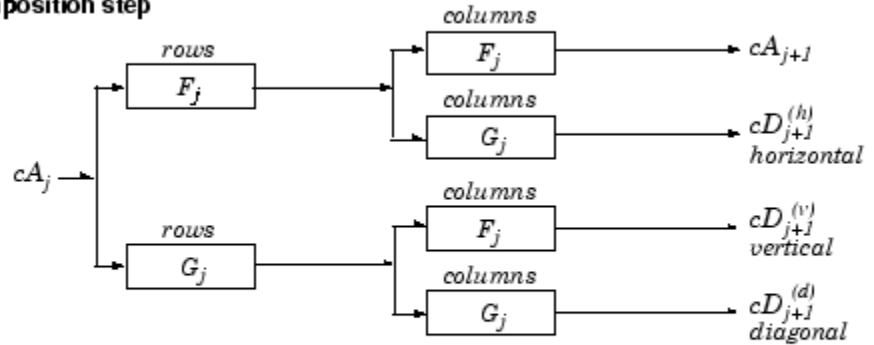 position step
columns
rows
F_j
cA_{j+1}
F_j
columns
G_j
cD_{j+1}^{(h)}
horizontal
cA_j
columns
rows
F_j
cD_{j+1}^{(v)}
vertical
G_j
columns
G_j
cD_{j+1}^{(d)}
diagonal